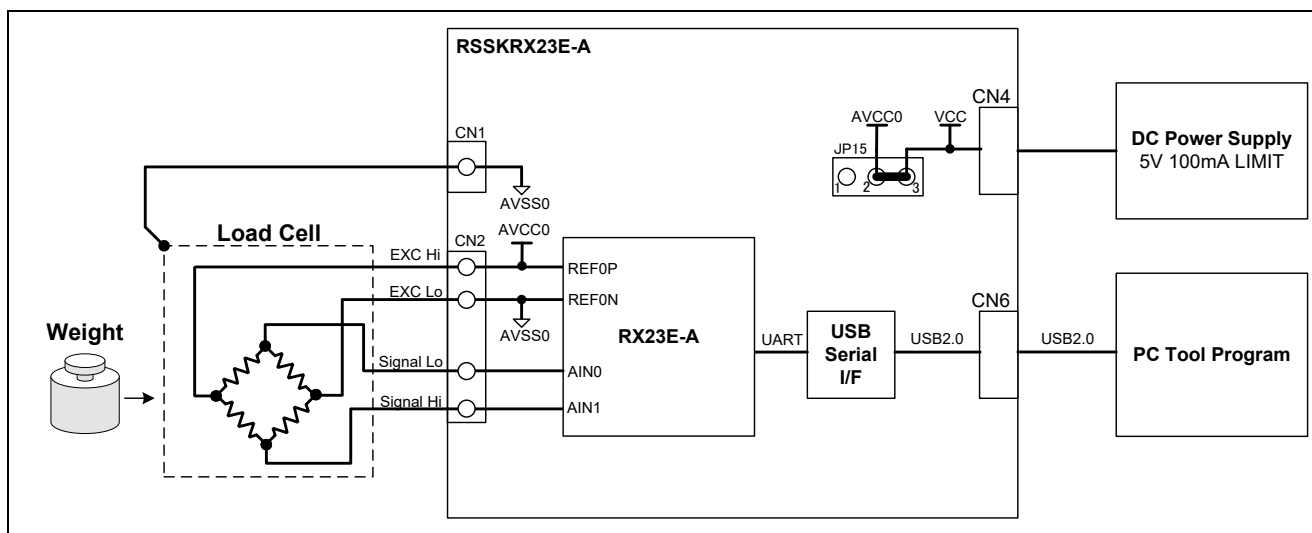 RSSKRX23E-A
CN1
AVSS0
AVCC0
VCC
JP15
1
2
3
CN4
DC Power Supply
5V 100mA LIMIT
Load Cell
CN2
AVCC0
EXC Hi
REF0P
EXC Lo
REF0N
AVSS0
Weight
RX23E-A
Signal Lo
AIN0
Signal Hi
AIN1
UART
USB
Serial
I/F
USB2.0
CN6
USB2.0
PC Tool Program